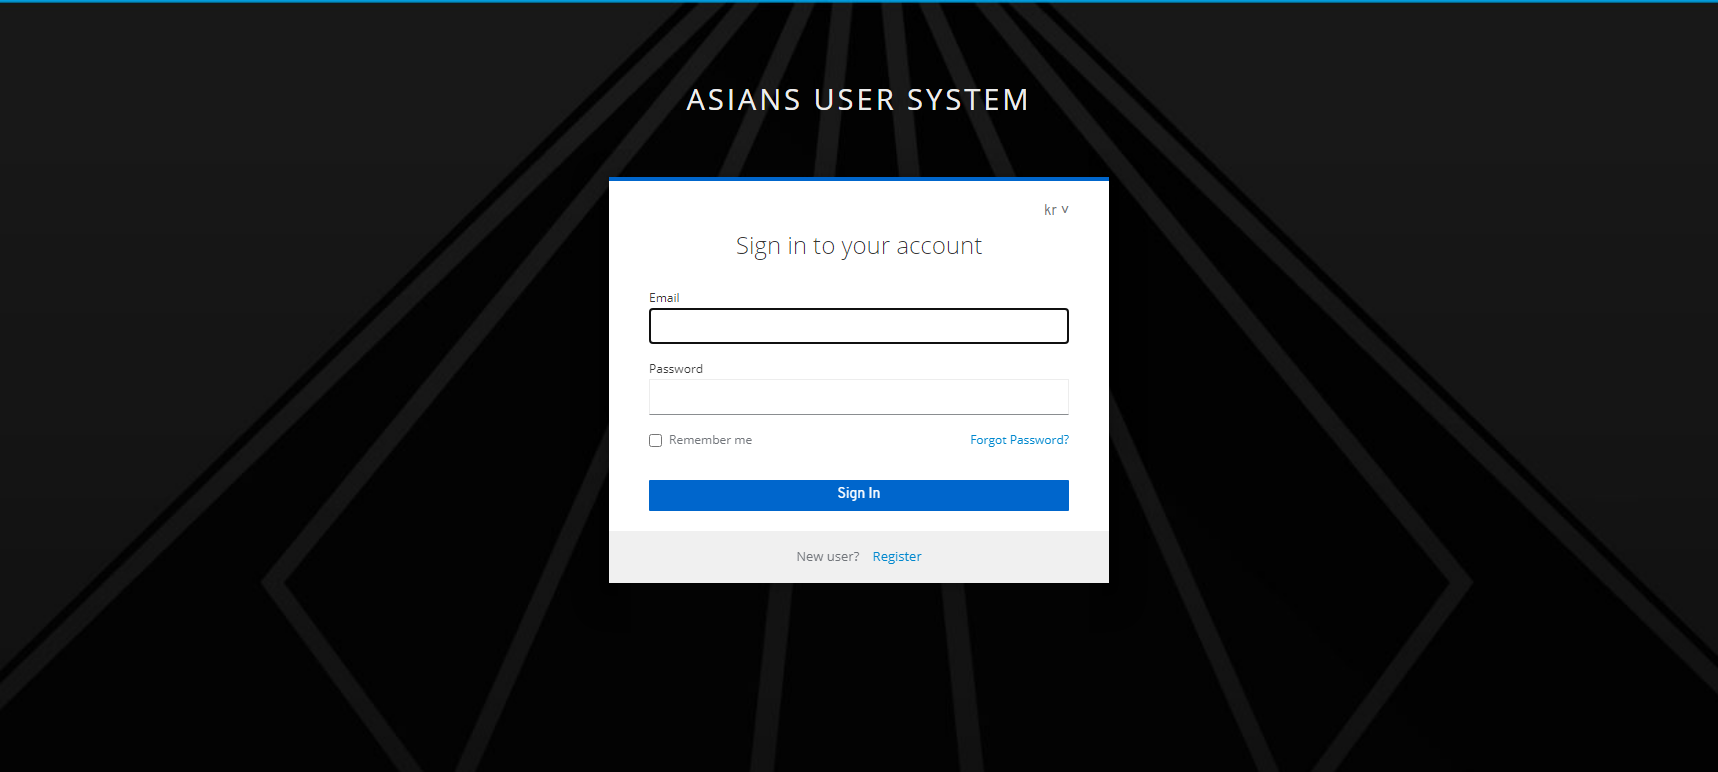 ASIANS USER SYSTEM
kr v
Sign in to your account
Email
Password
Remember me Forgot Password?
Sign In
New user? Register